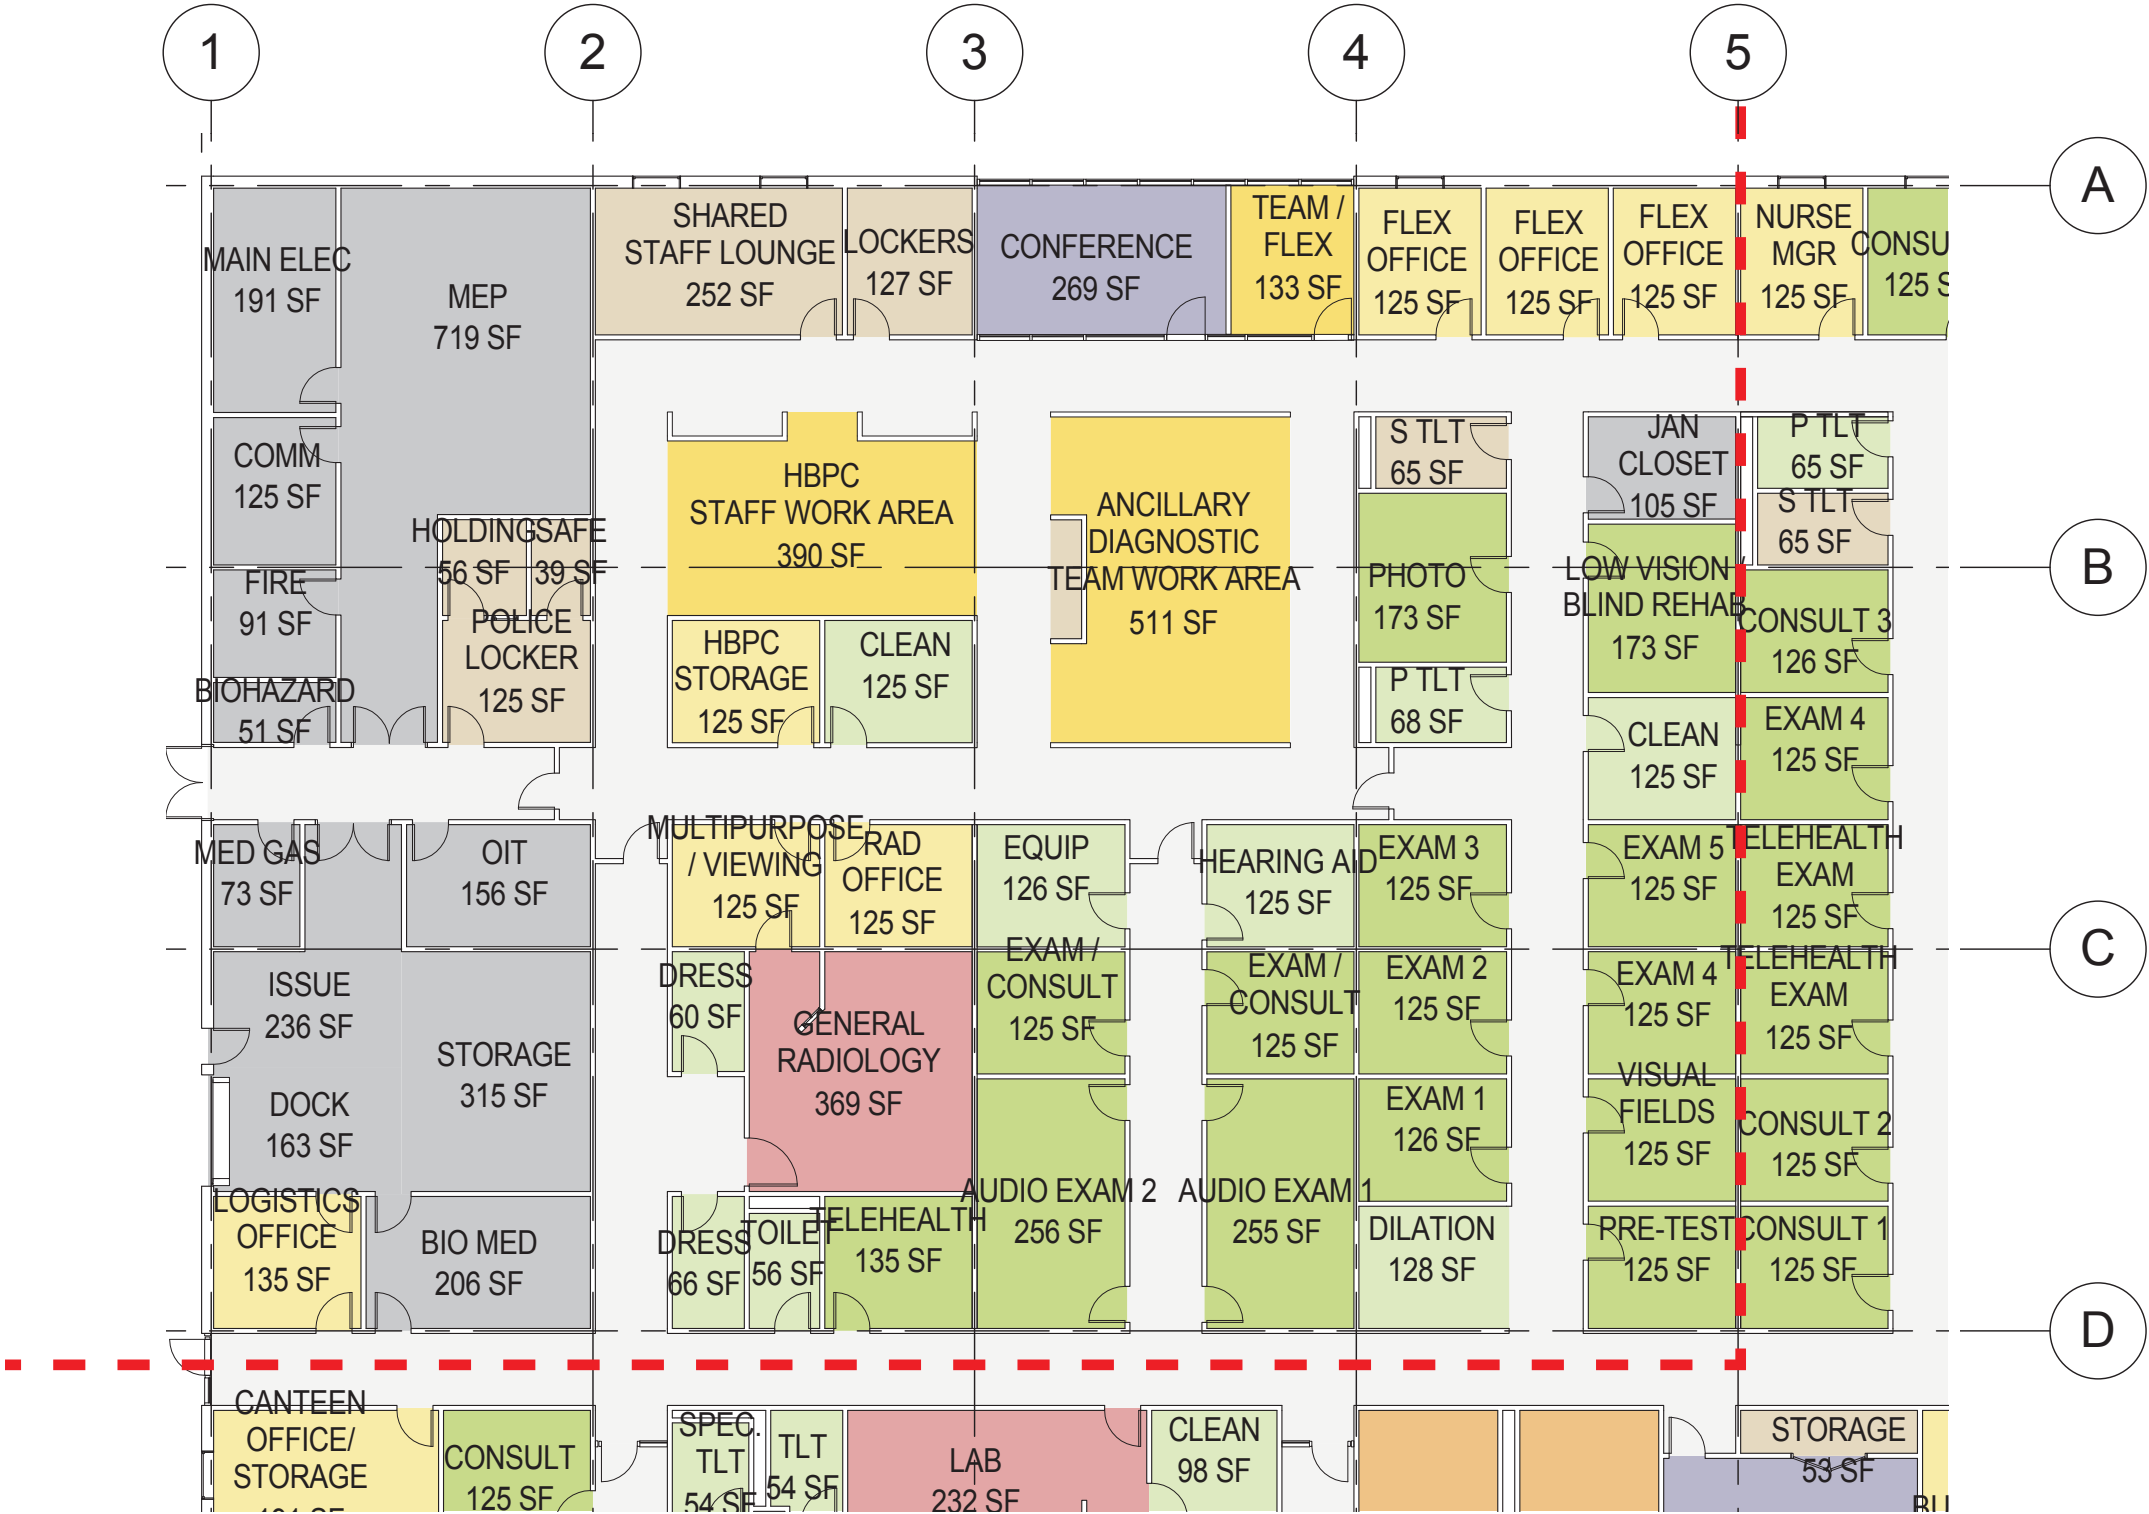 1
2
3
4
5
A
B
C
D
MAIN ELEC
191 SF
MEP
719 SF
SHARED
STAFF LOUNGE
252 SF
LOCKERS
127 SF
CONFERENCE
269 SF
TEAM /
FLEX
133 SF
FLEX
OFFICE
125 SF
FLEX
OFFICE
125 SF
FLEX
OFFICE
125 SF
NURSE
MGR
125 SF
CONSU
125 S
COMM
125 SF
HOLDING
56 SF
SAFE
39 SF
FIRE
91 SF
POLICE
LOCKER
125 SF
BIOHAZARD
51 SF
HBPC
STAFF WORK AREA
390 SF
HBPC
STORAGE
125 SF
CLEAN
125 SF
ANCILLARY
DIAGNOSTIC
TEAM WORK AREA
511 SF
S TLT
65 SF
PHOTO
173 SF
P TLT
68 SF
JAN
CLOSET
105 SF
LOW VISION /
BLIND REHAB
173 SF
CLEAN
125 SF
P TLT
65 SF
S TLT
65 SF
CONSULT 3
126 SF
EXAM 4
125 SF
MED GAS
73 SF
OIT
156 SF
MULTIPURPOSE
/ VIEWING
125 SF
RAD
OFFICE
125 SF
EQUIP
126 SF
HEARING AID
125 SF
EXAM 3
125 SF
EXAM 5
125 SF
TELEHEALTH
EXAM
125 SF
ISSUE
236 SF
STORAGE
315 SF
DOCK
163 SF
DRESS
60 SF
GENERAL
RADIOLOGY
369 SF
EXAM /
CONSULT
125 SF
EXAM /
CONSULT
125 SF
EXAM 2
125 SF
EXAM 4
125 SF
TELEHEALTH
EXAM
125 SF
EXAM 1
126 SF
VISUAL
FIELDS
125 SF
CONSULT 2
125 SF
LOGISTICS
OFFICE
135 SF
BIO MED
206 SF
DRESS
66 SF
TOILET
56 SF
TELEHEALTH
135 SF
AUDIO EXAM 2
256 SF
AUDIO EXAM 1
255 SF
DILATION
128 SF
PRE-TEST
125 SF
CONSULT 1
125 SF
CANTEEN
OFFICE/
STORAGE
CONSULT
125 SF
SPEC.
TLT
54 SF
TLT
54 SF
LAB
232 SF
CLEAN
98 SF
STORAGE
53 SF